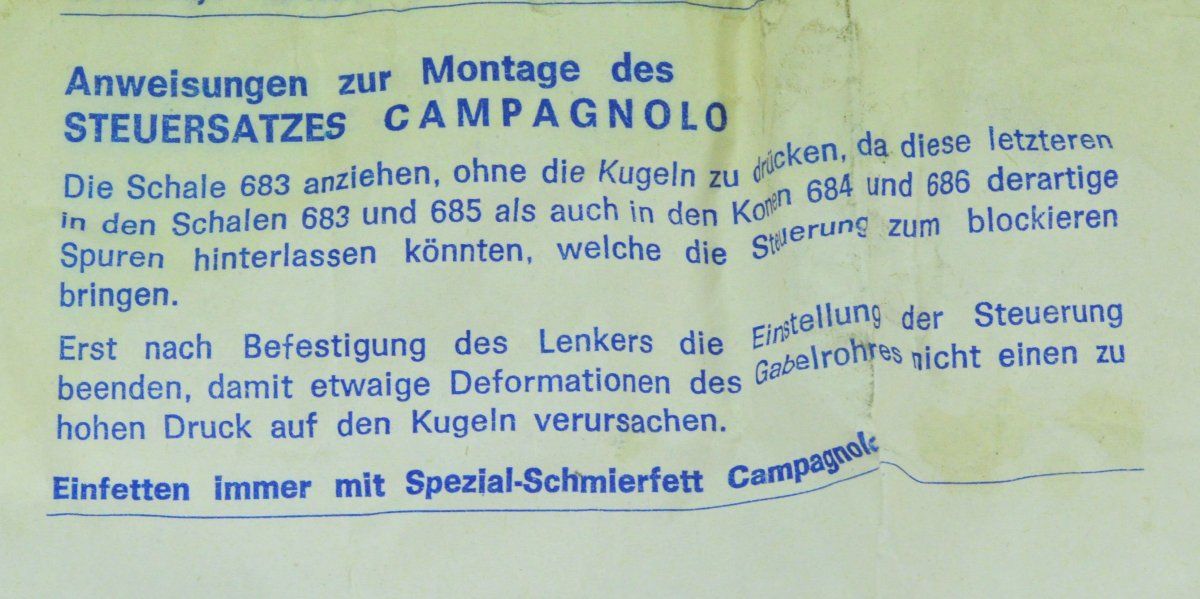 Anweisungen zur Montage des
STEUERSATZES CAMPAGNOLO
Die Schale 683 anziehen, ohne die Kugeln zu drücken, da diese letzteren
in den Schalen 683 und 685 als auch in den Konen 684 und 686 derartige
Spuren hinterlassen könnten, welche die Steuerung zum blockieren
bringen.
Erst nach Befestigung des Lenkers die Einstellung der Steuerung
beenden, damit etwaige Deformationen des Gabelrohres nicht einen zu
hohen Druck auf den Kugeln verursachen.
Einfetten immer mit Spezial-Schmierfett Campagnolo